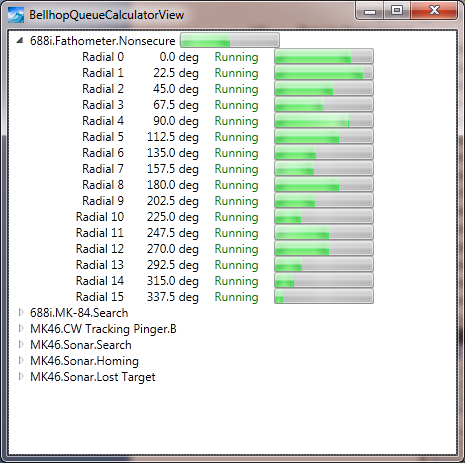 BellhopQueueCalculatorView
688i.Fathometer.Nonsecure
Radial 0 0.0 deg Running
Radial 1 22.5 deg Running
Radial 2 45.0 deg Running
Radial 3 67.5 deg Running
Radial 4 90.0 deg Running
Radial 5 112.5 deg Running
Radial 6 135.0 deg Running
Radial 7 157.5 deg Running
Radial 8 180.0 deg Running
Radial 9 202.5 deg Running
Radial 10 225.0 deg Running
Radial 11 247.5 deg Running
Radial 12 270.0 deg Running
Radial 13 292.5 deg Running
Radial 14 315.0 deg Running
Radial 15 337.5 deg Running
688i.MK-84.Search
MK46.CW Tracking Pinger.B
MK46.Sonar.Search
MK46.Sonar.Homing
MK46.Sonar.Lost Target